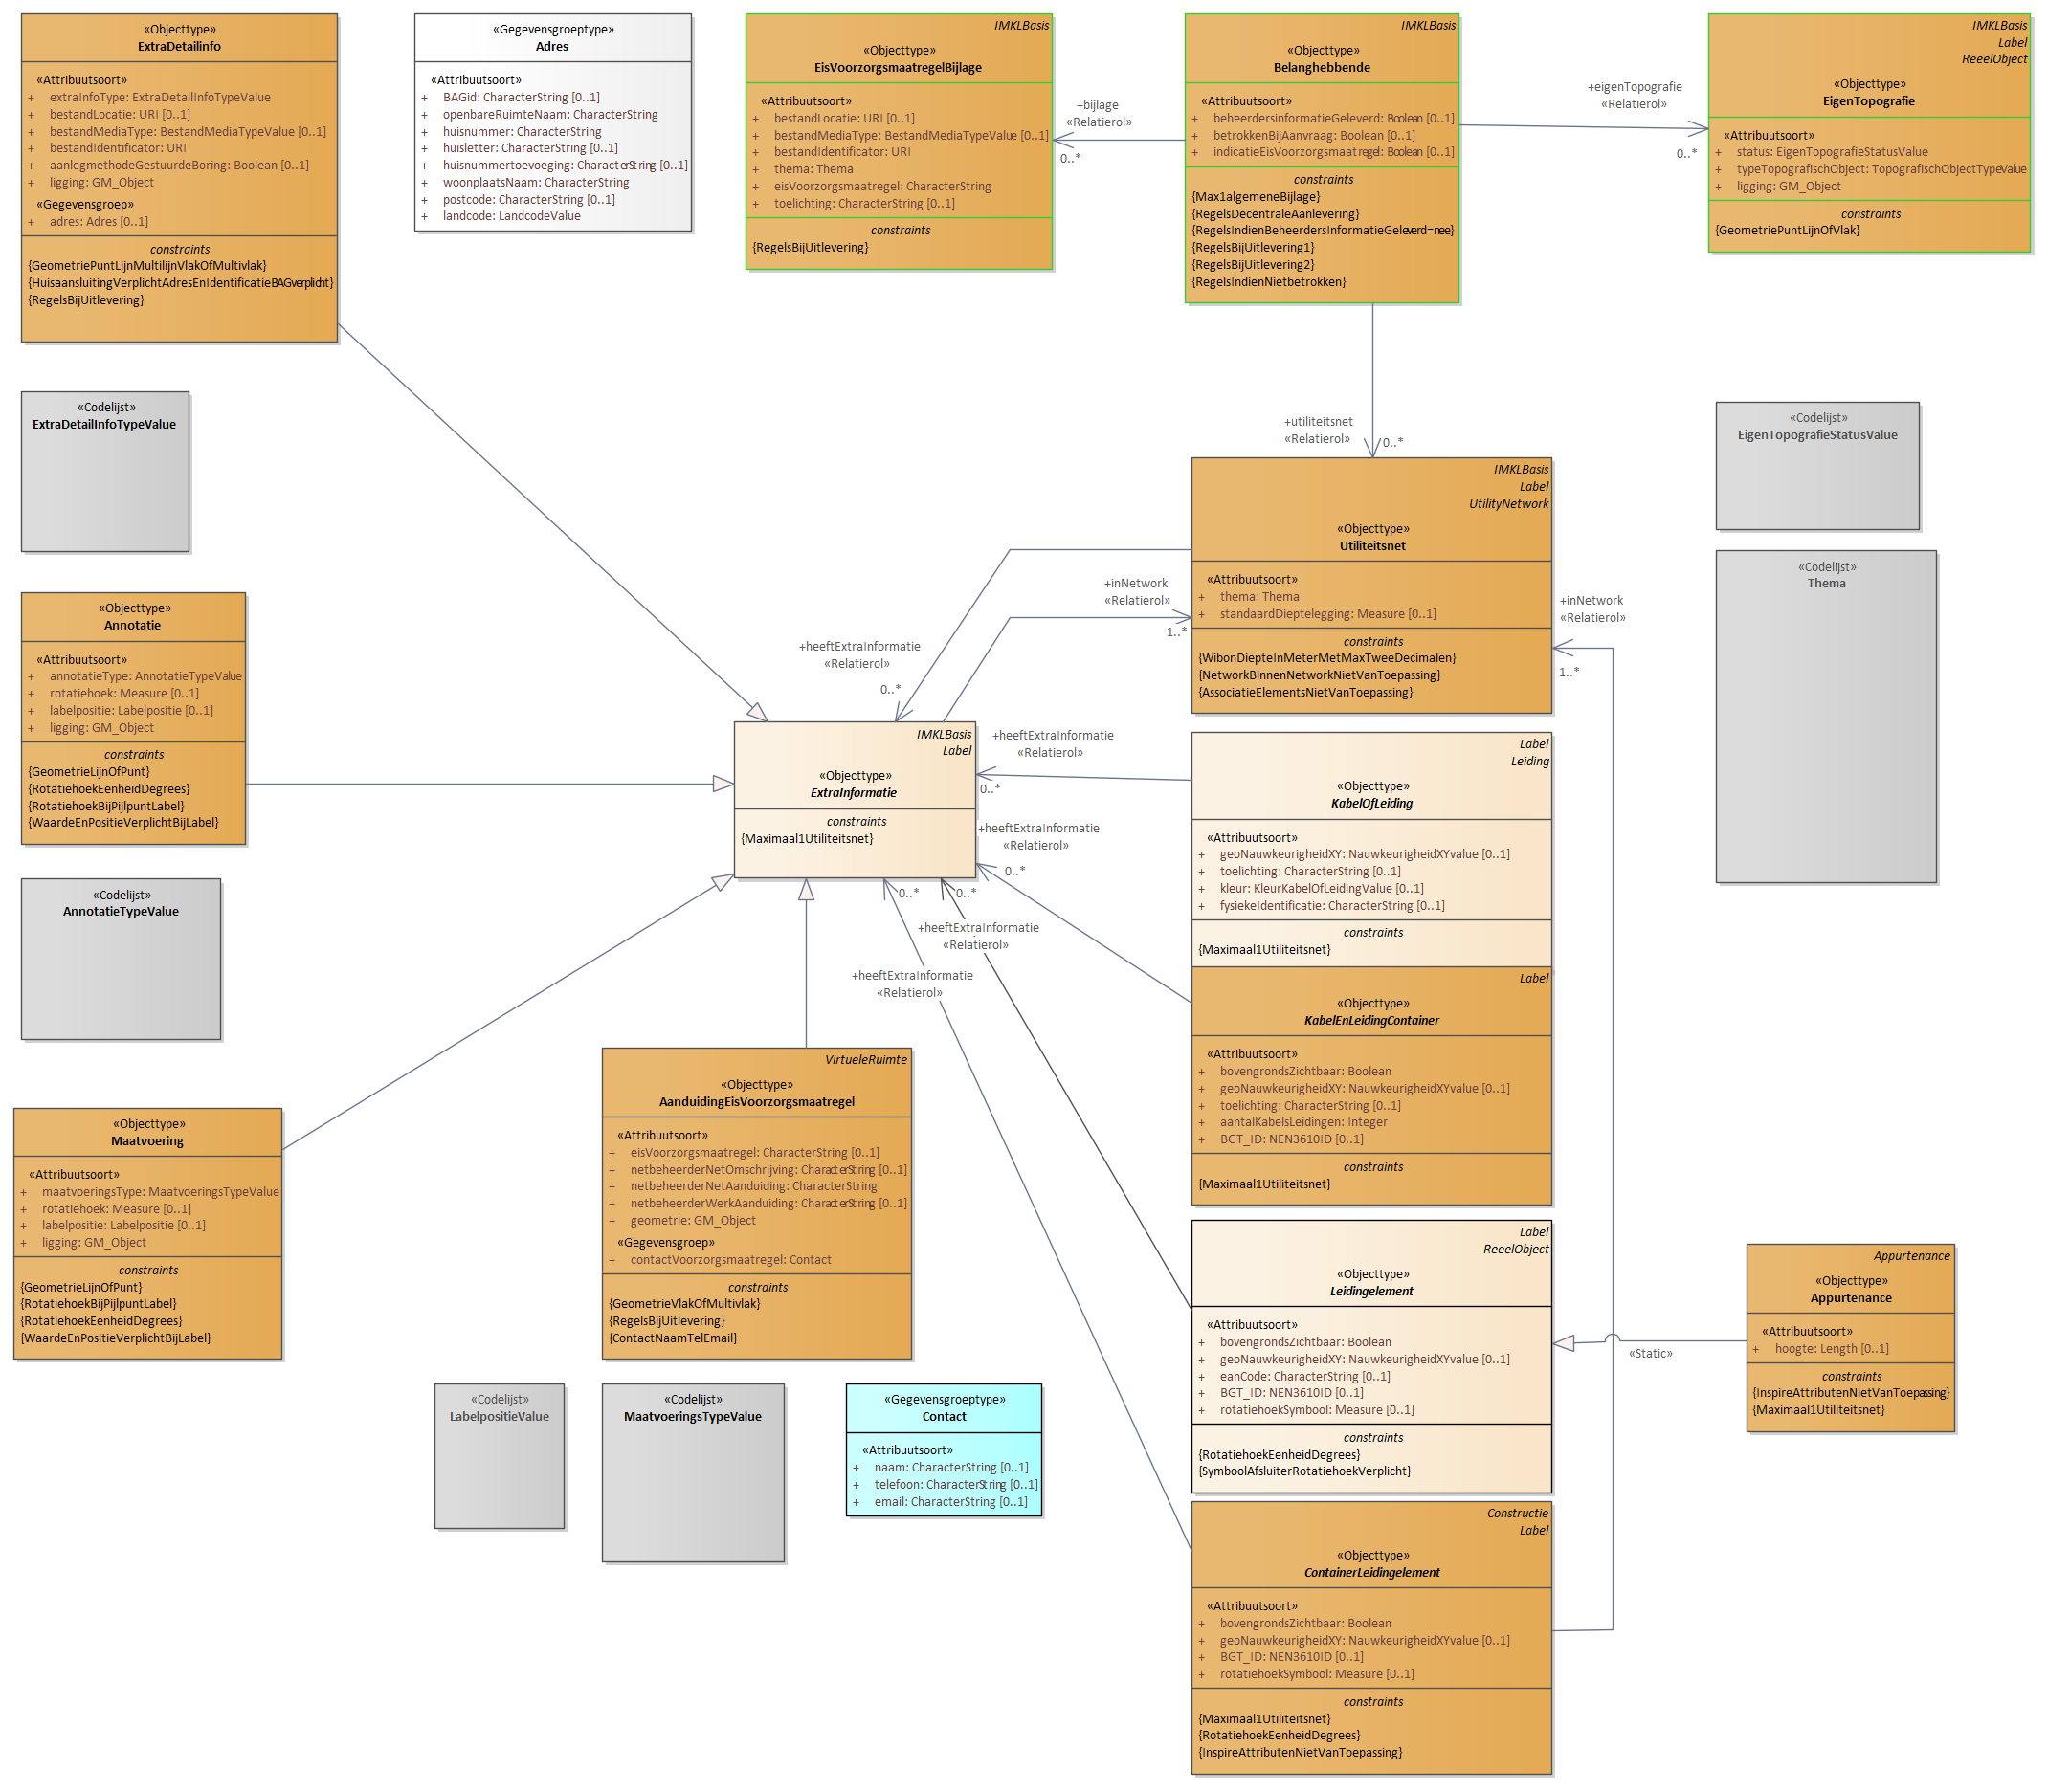 «Objecttype»
ExtraDetailinfo
«Attribuutsoort»
+ extraInfoType: ExtraDetailInfoTypeValue
+ bestandLocatie: URI [0..1]
+ bestandMediaType: BestandMediaTypeValue [0..1]
+ bestandIdentificator: URI
+ aanlegmethodeGestuurdeBoring: Boolean [0..1]
+ ligging: GM_Object
«Gegevensgroep»
+ adres: Adres [0..1]
constraints
{GeometriePuntLijnMultilijnVlakOfMultivlak}
{HuisaansluitingVerplichtAdresEnIdentificatieBAGverplicht}
{RegelsBijUitlevering}
«Gegevensgroeptype»
Adres
«Attribuutsoort»
+ BAGid: CharacterString [0..1]
+ openbareRuimteNaam: CharacterString
+ huisnummer: CharacterString
+ huisletter: CharacterString [0..1]
+ huisnummertoevoeging: CharacterString [0..1]
+ woonplaatsNaam: CharacterString
+ postcode: CharacterString [0..1]
+ landcode: LandcodeValue
IMKLBasis
«Objecttype»
EisVoorzorgsmaatregelBijlage
«Attribuutsoort»
+ bestandLocatie: URI [0..1]
+ bestandMediaType: BestandMediaTypeValue [0..1]
+ bestandIdentificator: URI
+ thema: Thema
+ eisVoorzorgsmaatregel: CharacterString
+ toelichting: CharacterString [0..1]
constraints
{RegelsBijUitlevering}
+bijlage
«Relatierol»
0..*
IMKLBasis
«Objecttype»
Belanghebbende
«Attribuutsoort»
+ beheerdersinformatieGeleverd: Boolean [0..1]
+ betrokkenBijAanvraag: Boolean [0..1]
+ indicatieEisVoorzorgsmaatregel: Boolean [0..1]
constraints
{Max1algemeneBijlage}
{RegelsDecentraleAanlevering}
{RegelsIndienBeheerdersInformatieGeleverd=nee}
{RegelsBijUitlevering1}
{RegelsBijUitlevering2}
{RegelsIndienNietbetrokken}
+eigenTopografie
«Relatierol»
0..*
IMKLBasis
Label
ReeelObject
«Objecttype»
EigenTopografie
«Attribuutsoort»
+ status: EigenTopografieStatusValue
+ typeTopografischObject: TopografischObjectTypeValue
+ ligging: GM_Object
constraints
{GeometriePuntLijnOfVlak}
«Codelijst»
ExtraDetailInfoTypeValue
+utiliteitsnet
«Relatierol»
0..*
«Codelijst»
EigenTopografieStatusValue
IMKLBasis
Label
UtilityNetwork
«Objecttype»
Utiliteitsnet
«Attribuutsoort»
+ thema: Thema
+ standaardDieptelegging: Measure [0..1]
constraints
{WibonDiepteInMeterMetMaxTweeDecimalen}
{NetworkBinnenNetworkNietVanToepassing}
{AssociatieElementsNietVanToepassing}
«Codelijst»
Thema
+inNetwork
«Relatierol»
1..*
+inNetwork
«Relatierol»
1..*
+heeftExtraInformatie
«Relatierol»
0..*
«Objecttype»
Annotatie
«Attribuutsoort»
+ annotatieType: AnnotatieTypeValue
+ rotatiehoek: Measure [0..1]
+ labelpositie: Labelpositie [0..1]
+ ligging: GM_Object
constraints
{GeometrieLijnOfPunt}
{RotatiehoekEenheidDegrees}
{RotatiehoekBijPijlpuntLabel}
{WaardeEnPositieVerplichtBijLabel}
IMKLBasis
Label
«Objecttype»
ExtraInformatie
constraints
{Maximaal1Utiliteitsnet}
+heeftExtraInformatie
«Relatierol»
0..*
Label
Leiding
«Objecttype»
KabelOfLeiding
«Attribuutsoort»
+ geoNauwkeurigheidXY: NauwkeurigheidXYvalue [0..1]
+ toelichting: CharacterString [0..1]
+ kleur: KleurKabelOfLeidingValue [0..1]
+ fysiekeIdentificatie: CharacterString [0..1]
constraints
{Maximaal1Utiliteitsnet}
+heeftExtraInformatie
«Relatierol»
0..*
0..*
0..*
+heeftExtraInformatie
«Relatierol»
+heeftExtraInformatie
«Relatierol»
«Codelijst»
AnnotatieTypeValue
Label
«Objecttype»
KabelEnLeidingContainer
«Attribuutsoort»
+ bovengrondsZichtbaar: Boolean
+ geoNauwkeurigheidXY: NauwkeurigheidXYvalue [0..1]
+ toelichting: CharacterString [0..1]
+ aantalKabelsLeidingen: Integer
+ BGT_ID: NEN3610ID [0..1]
constraints
{Maximaal1Utiliteitsnet}
«Objecttype»
Maatvoering
«Attribuutsoort»
+ maatvoeringsType: MaatvoeringsTypeValue
+ rotatiehoek: Measure [0..1]
+ labelpositie: Labelpositie [0..1]
+ ligging: GM_Object
constraints
{GeometrieLijnOfPunt}
{RotatiehoekBijPijlpuntLabel}
{RotatiehoekEenheidDegrees}
{WaardeEnPositieVerplichtBijLabel}
VirtueleRuimte
«Objecttype»
AanduidingEisVoorzorgsmaatregel
«Attribuutsoort»
+ eisVoorzorgsmaatregel: CharacterString [0..1]
+ netbeheerderNetOmschrijving: CharacterString [0..1]
+ netbeheerderNetAanduiding: CharacterString
+ netbeheerderWerkAanduiding: CharacterString [0..1]
+ geometrie: GM_Object
«Gegevensgroep»
+ contactVoorzorgsmaatregel: Contact
constraints
{GeometrieVlakOfMultivlak}
{RegelsBijUitlevering}
{ContactNaamTelEmail}
Label
ReeelObject
«Objecttype»
Leidingelement
«Attribuutsoort»
+ bovengrondsZichtbaar: Boolean
+ geoNauwkeurigheidXY: NauwkeurigheidXYvalue [0..1]
+ eanCode: CharacterString [0..1]
+ BGT_ID: NEN3610ID [0..1]
+ rotatiehoekSymbool: Measure [0..1]
constraints
{RotatiehoekEenheidDegrees}
{SymboolAfsluiterRotatiehoekVerplicht}
«Static»
Appurtenance
«Objecttype»
Appurtenance
«Attribuutsoort»
+ hoogte: Length [0..1]
constraints
{InspireAttributenNietVanToepassing}
{Maximaal1Utiliteitsnet}
«Codelijst»
LabelpositieValue
«Codelijst»
MaatvoeringsTypeValue
«Gegevensgroeptype»
Contact
«Attribuutsoort»
+ naam: CharacterString [0..1]
+ telefoon: CharacterString [0..1]
+ email: CharacterString [0..1]
Constructie
Label
«Objecttype»
ContainerLeidingelement
«Attribuutsoort»
+ bovengrondsZichtbaar: Boolean
+ geoNauwkeurigheidXY: NauwkeurigheidXYvalue [0..1]
+ BGT_ID: NEN3610ID [0..1]
+ rotatiehoekSymbool: Measure [0..1]
constraints
{Maximaal1Utiliteitsnet}
{RotatiehoekEenheidDegrees}
{InspireAttributenNietVanToepassing}